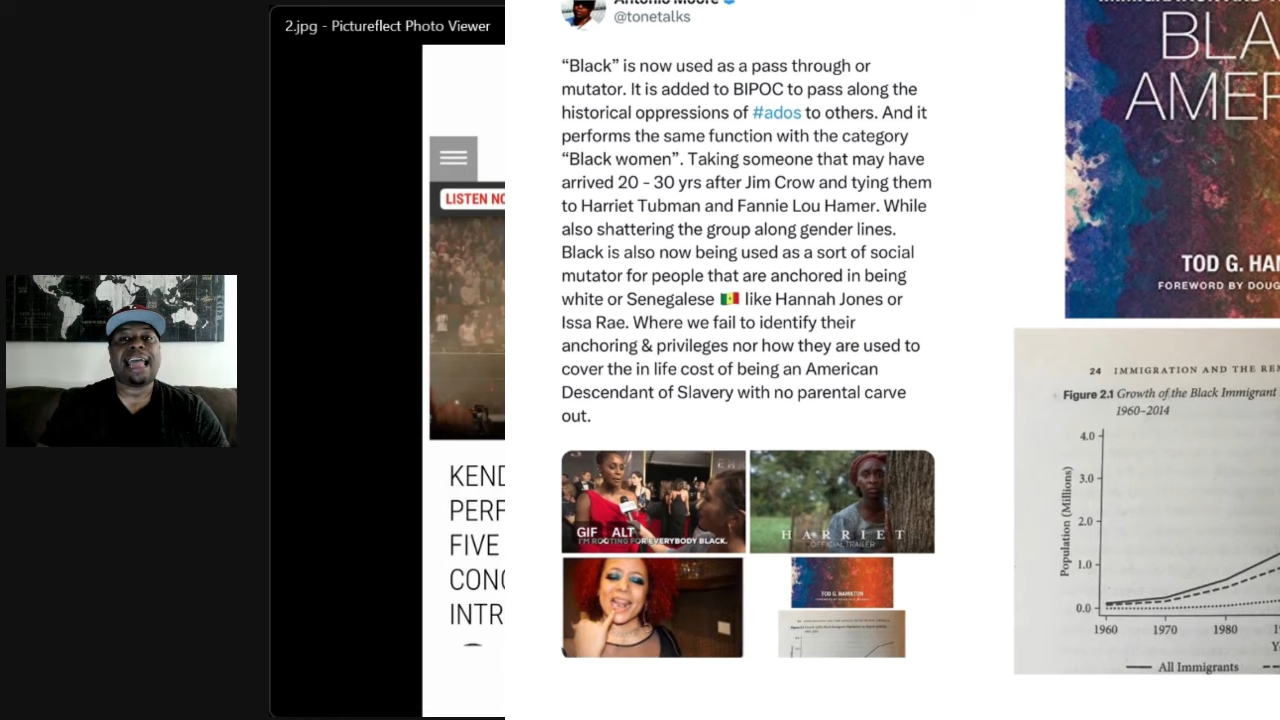 2.jpg - Pictureflect Photo Viewer
LISTEN NO
KEND
PERF
FIVE
CONC
INTR
Antonio Moore
@tonetalks
“Black” is now used as a pass through or
mutator. It is added to BIPOC to pass along the
historical oppressions of #ados to others. And it
performs the same function with the category
“Black women”. Taking someone that may have
arrived 20 - 30 yrs after Jim Crow and tying them
to Harriet Tubman and Fannie Lou Hamer. While
also shattering the group along gender lines.
Black is also now being used as a sort of social
mutator for people that are anchored in being
white or Senegalese 🇸🇳 like Hannah Jones or
Issa Rae. Where we fail to identify their
anchoring & privileges nor how they are used to
cover the in life cost of being an American
Descendant of Slavery with no parental carve
out.
GIF ALT
I'M ROOTING FOR EVERYBODY BLACK.
HARRIET
OFFICIAL TRAILER
TOD G. HAMILTON
BLA
AMER
TOD G. HAM
FOREWORD BY DOUG
24 IMMIGRATION AND THE REM
Figure 2.1 Growth of the Black Immigrant
1960–2014
Population (Millions)
4.0
3.0
2.0
1.0
0.0
1960 1970 1980 19
Y
All Immigrants